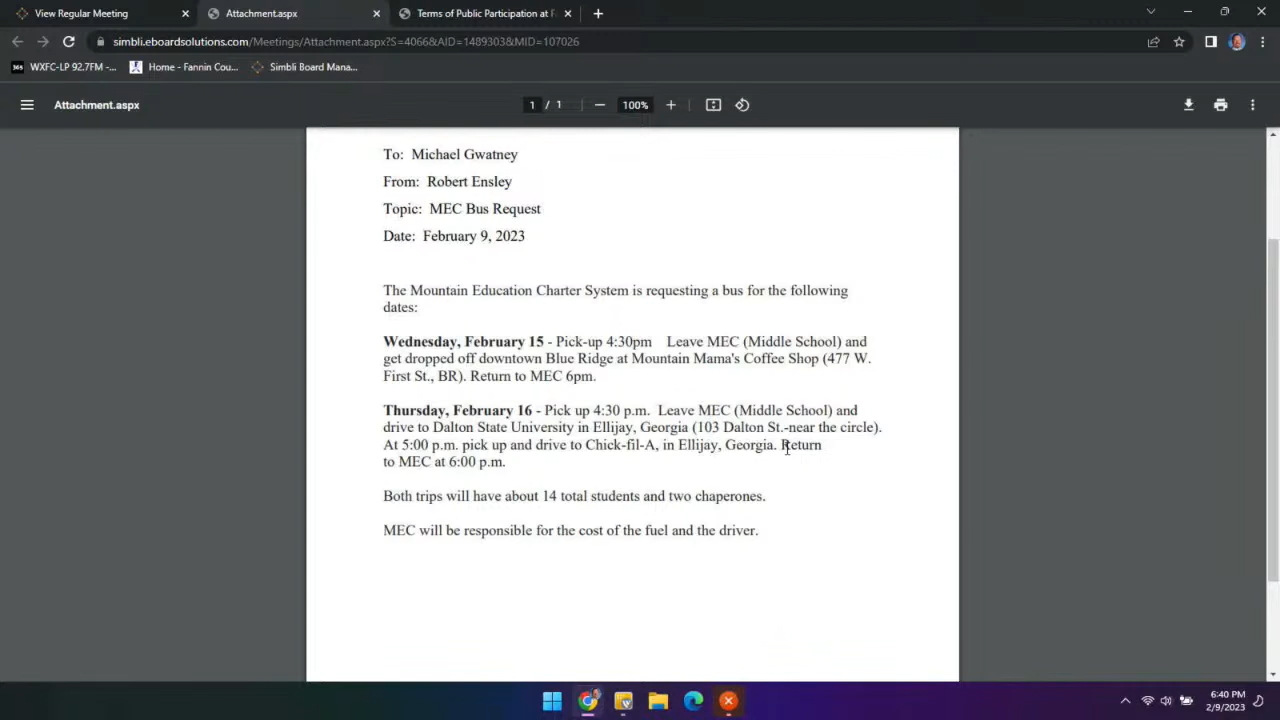 View Regular Meeting
Attachment.aspx
Terms of Public Participation at
simbli.eboardsolutions.com/Meetings/Attachment.aspx?S=4066&AID=1489303&MID=107026
WXFC-LP 92.7FM -...
Home - Fannin Cou...
Simbli Board Mana...
Attachment.aspx
1 / 1
100%
To: Michael Gwatney
From: Robert Ensley
Topic: MEC Bus Request
Date: February 9, 2023
The Mountain Education Charter System is requesting a bus for the following
dates:
Wednesday, February 15 - Pick-up 4:30pm Leave MEC (Middle School) and
get dropped off downtown Blue Ridge at Mountain Mama's Coffee Shop (477 W.
First St., BR). Return to MEC 6pm.
Thursday, February 16 - Pick up 4:30 p.m. Leave MEC (Middle School) and
drive to Dalton State University in Ellijay, Georgia (103 Dalton St.-near the circle).
At 5:00 p.m. pick up and drive to Chick-fil-A, in Ellijay, Georgia. Return
to MEC at 6:00 p.m.
Both trips will have about 14 total students and two chaperones.
MEC will be responsible for the cost of the fuel and the driver.
6:40 PM
2/9/2023